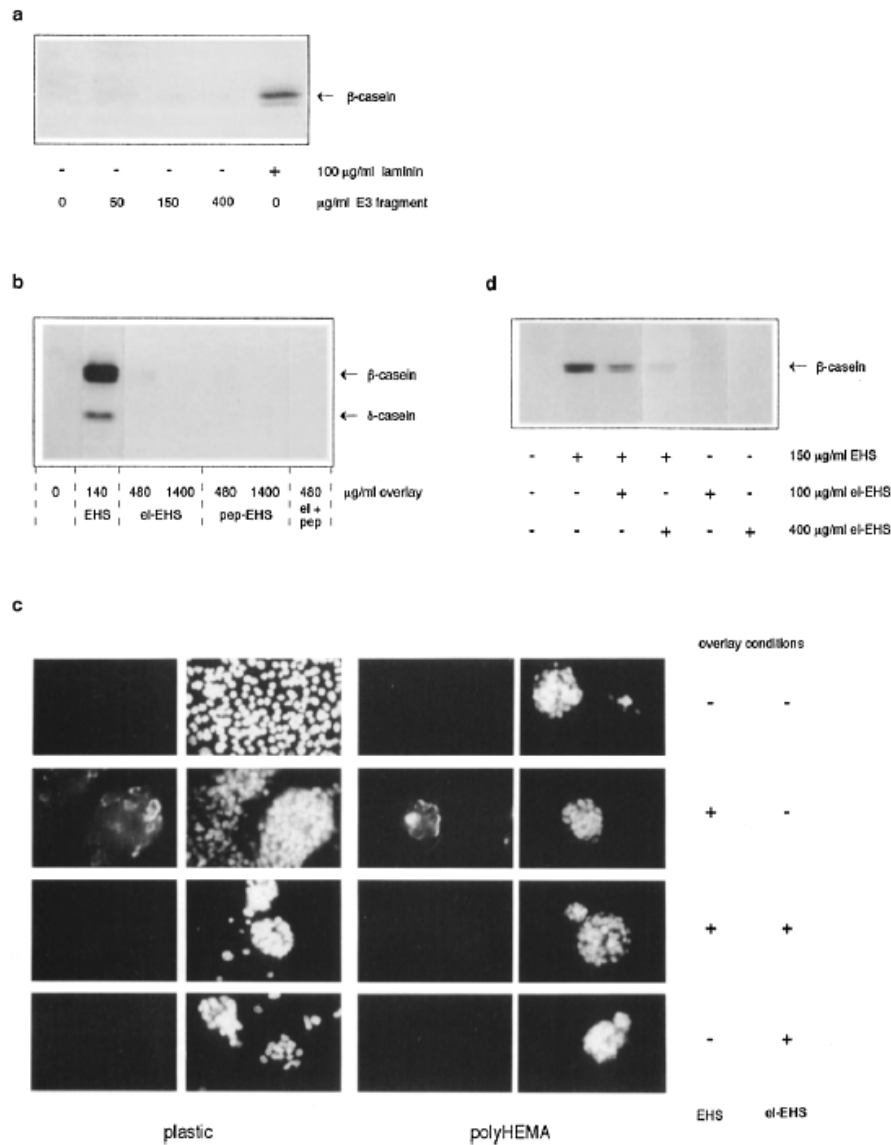 a
← β-casein
- - - - + 100 μg/ml laminin
0 50 150 400 0 μg/ml E3 fragment
b
← β-casein
← δ-casein
0 140 480 1400 480 1400 480 μg/ml overlay
EHS el-EHS pep-EHS el + pep
d
← β-casein
- + + + - - 150 μg/ml EHS
- - + - + - 100 μg/ml el-EHS
- - - + - + 400 μg/ml el-EHS
c
overlay conditions
- -
+ -
+ +
- +
EHS el-EHS
plastic polyHEMA